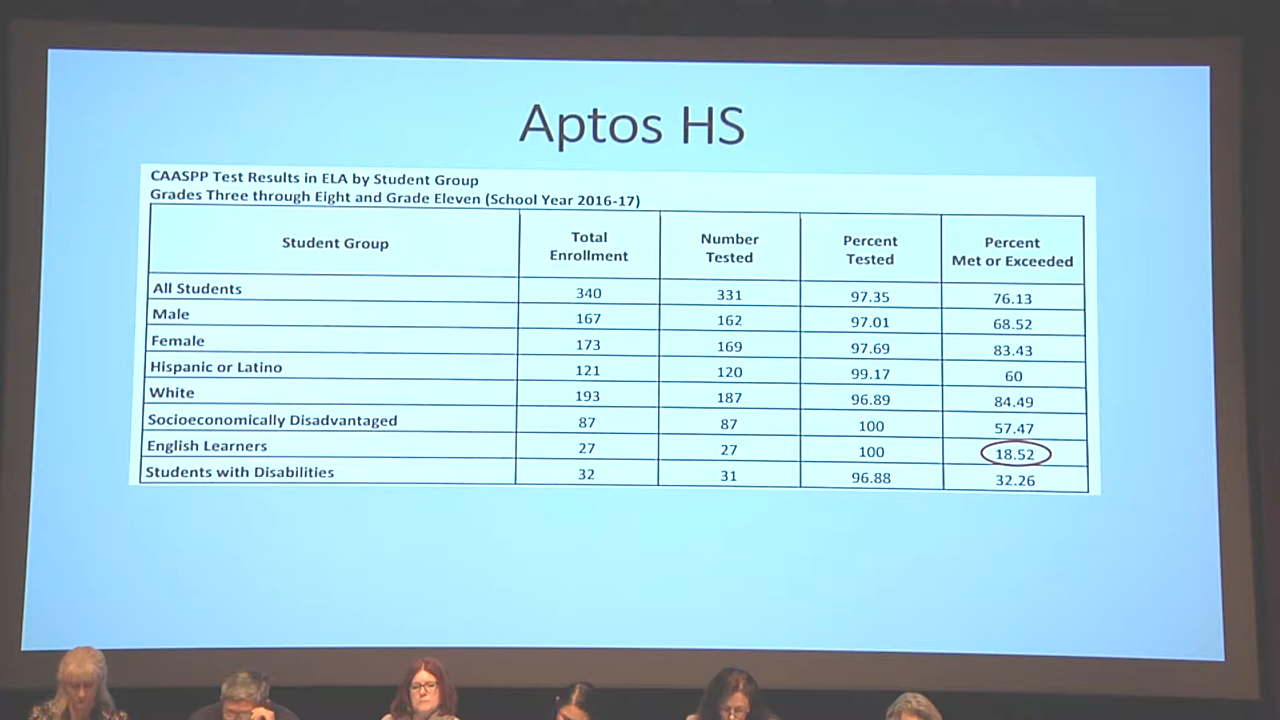 Aptos HS
CAASPP Test Results in ELA by Student Group
Grades Three through Eight and Grade Eleven (School Year 2016-17)
Student Group Total Enrollment Number Tested Percent Tested Percent Met or Exceeded
All Students 340 331 97.35 76.13
Male 167 162 97.01 68.52
Female 173 169 97.69 83.43
Hispanic or Latino 121 120 99.17 60
White 193 187 96.89 84.49
Socioeconomically Disadvantaged 87 87 100 57.47
English Learners 27 27 100 18.52
Students with Disabilities 32 31 96.88 32.26